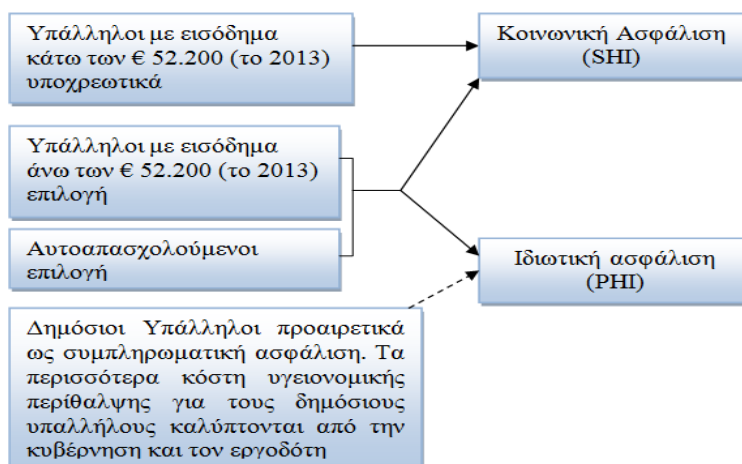 Υπάλληλοι με εισόδημα
κάτω των € 52.200 (το 2013)
υποχρεωτικά
Κοινωνική Ασφάλιση
(SHI)
Υπάλληλοι με εισόδημα
άνω των € 52.200 (το 2013)
επιλογή
Αυτοαπασχολούμενοι
επιλογή
Ιδιωτική ασφάλιση
(PHI)
Δημόσιοι Υπάλληλοι προαιρετικά
ως συμπληρωματική ασφάλιση. Τα
περισσότερα κόστη υγειονομικής
περίθαλψης για τους δημόσιους
υπαλλήλους καλύπτονται από την
κυβέρνηση και τον εργοδότη